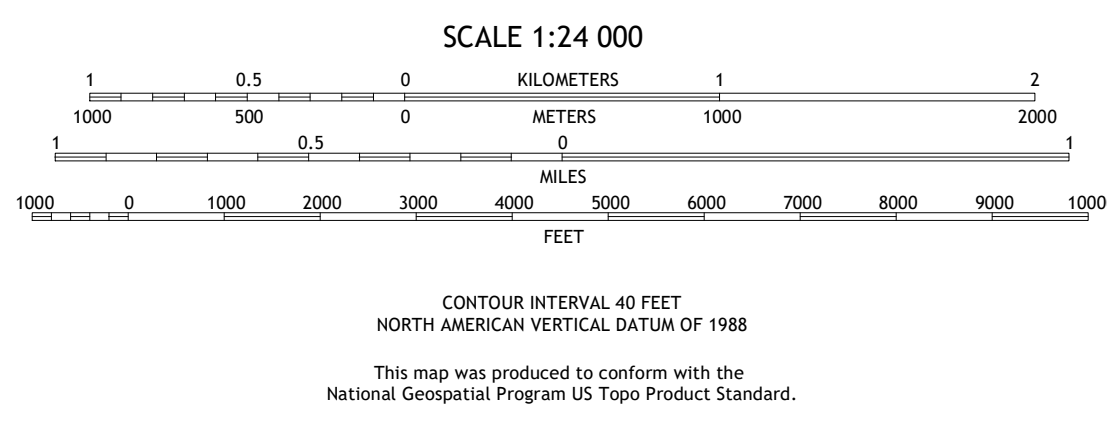 SCALE 1:24 000
1 0.5 0 KILOMETERS 1 2
1000 500 0 METERS 1000 2000
1 0.5 0 1
MILES
1000 0 1000 2000 3000 4000 5000 6000 7000 8000 9000 1000
FEET
CONTOUR INTERVAL 40 FEET
NORTH AMERICAN VERTICAL DATUM OF 1988
This map was produced to conform with the
National Geospatial Program US Topo Product Standard.